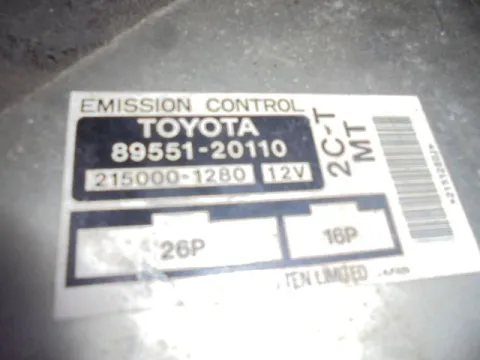 EMISSION CONTROL
TOYOTA
89551-20110
215000-1280 12V
2C-T
MT
26P
16P
TEN LIMITED